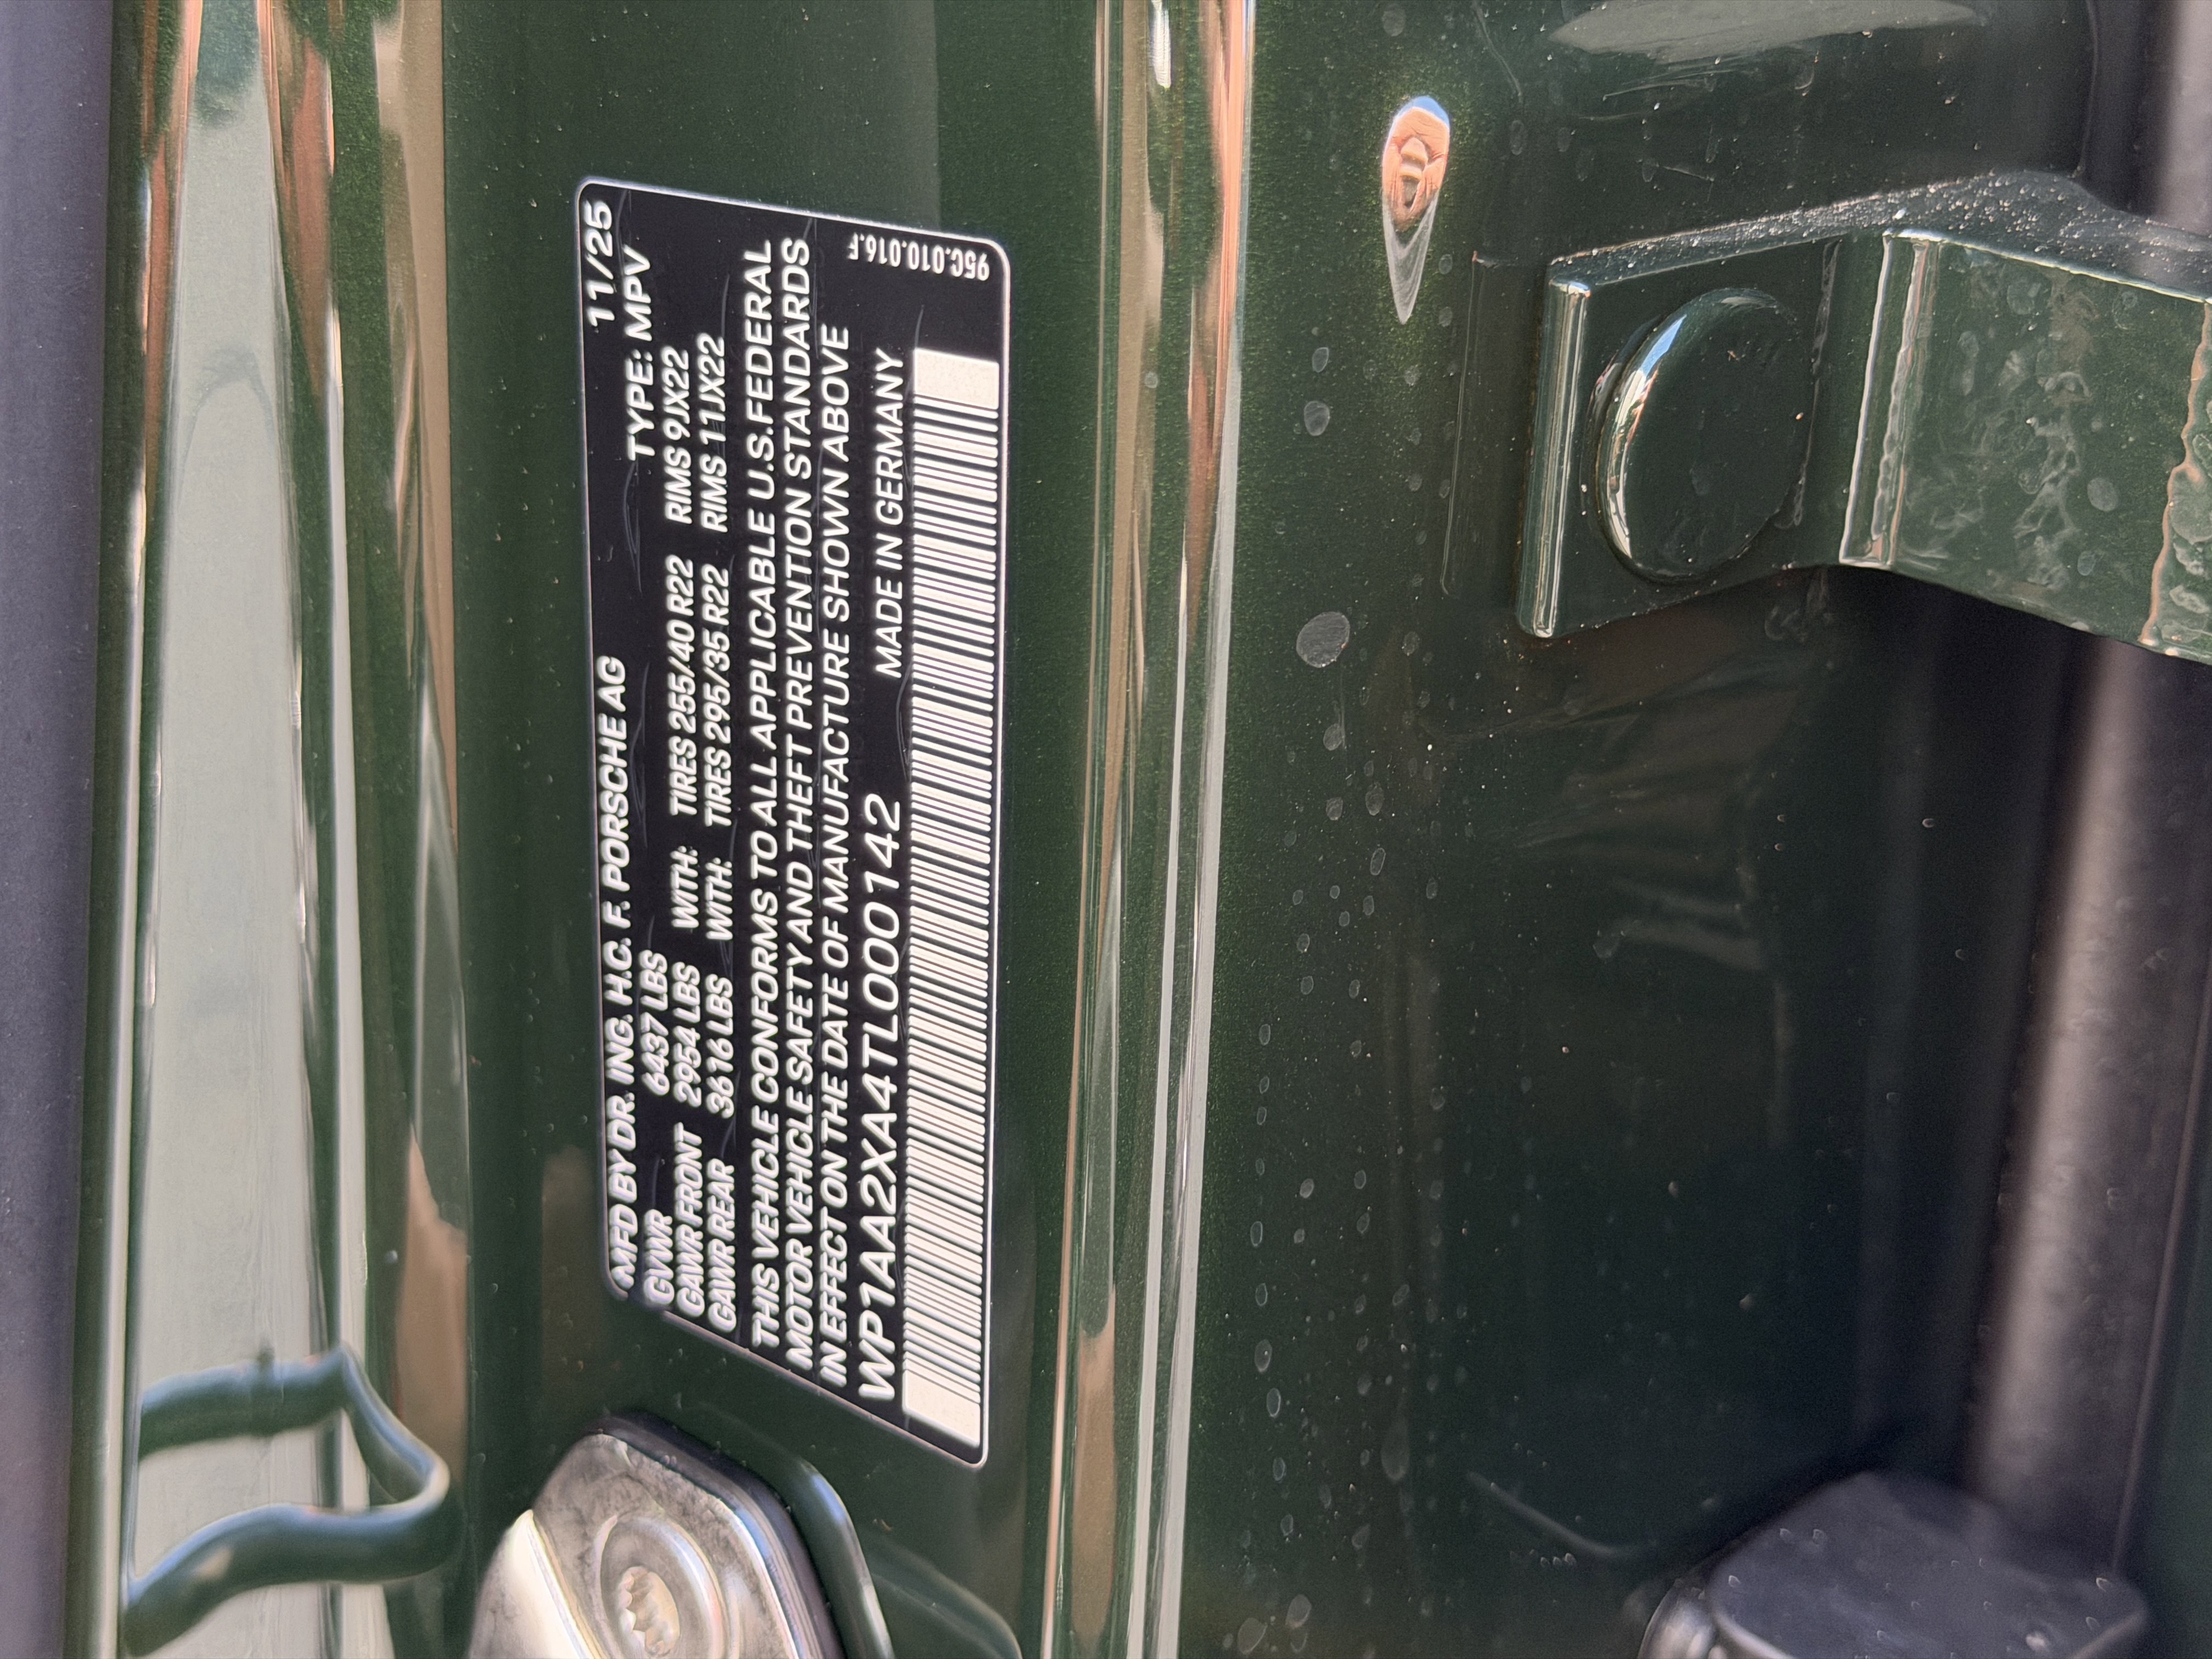 MFD BY DR. ING. H.C. F. PORSCHE AG 11/25
GVWR 6437 LBS TYPE: MPV
GAWR FRONT 2954 LBS WITH: TIRES 255/40 R22 RIMS 9JX22
GAWR REAR 3616 LBS WITH: TIRES 295/35 R22 RIMS 11JX22
THIS VEHICLE CONFORMS TO ALL APPLICABLE U.S.FEDERAL
MOTOR VEHICLE SAFETY AND THEFT PREVENTION STANDARDS
IN EFFECT ON THE DATE OF MANUFACTURE SHOWN ABOVE
WP1AA2XA4TL000142 MADE IN GERMANY
95C.010.016.F